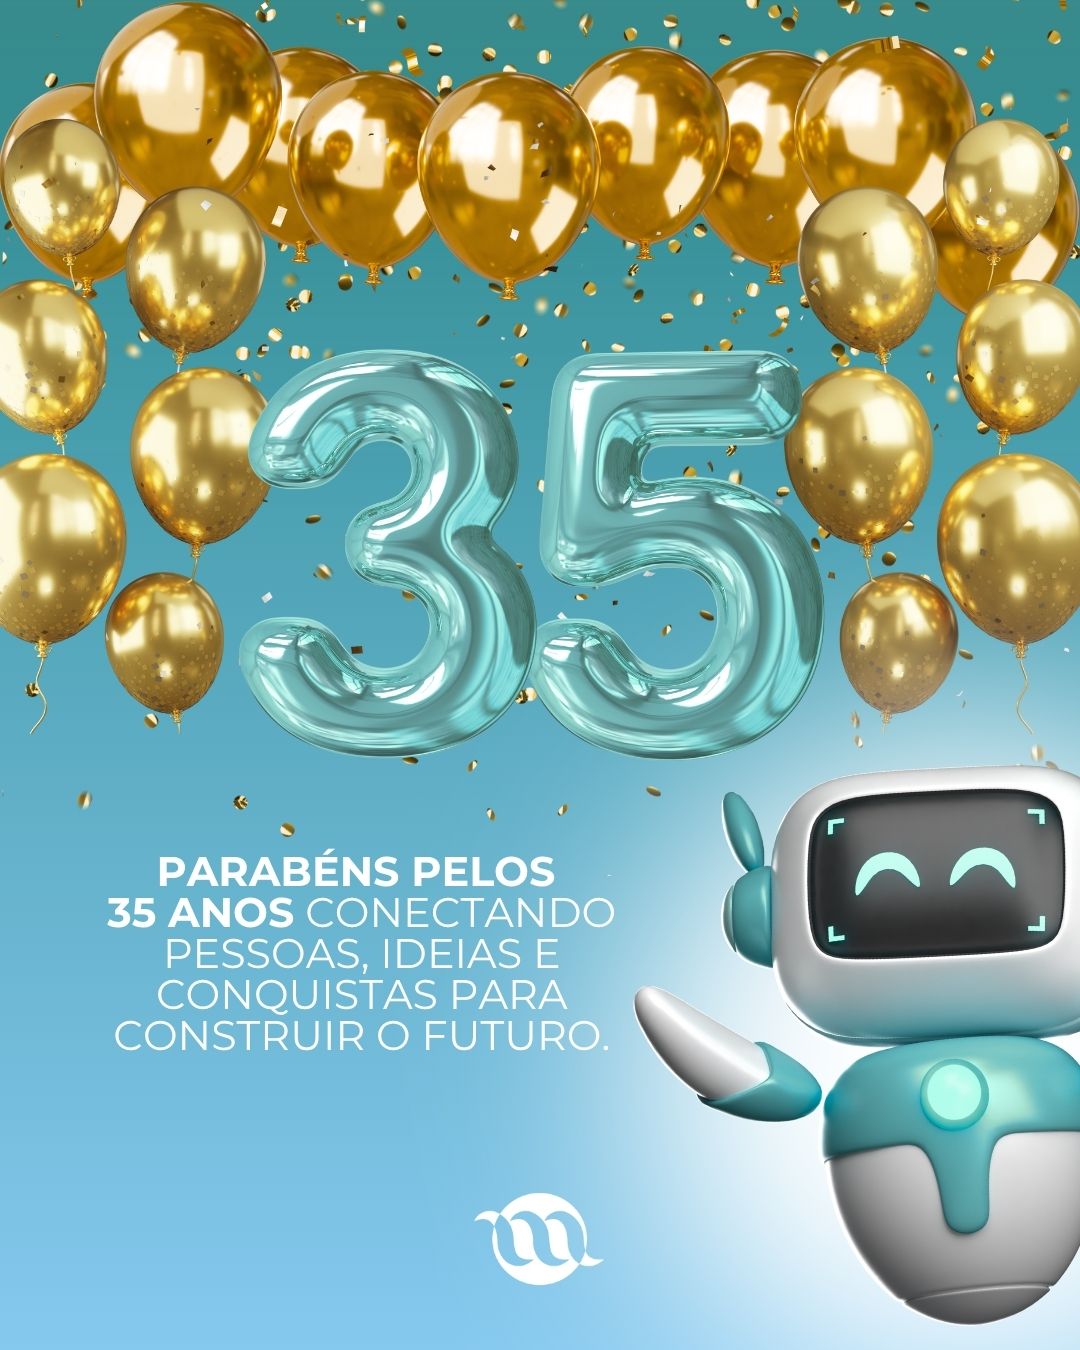 35
PARABÉNS PELOS
35 ANOS CONECTANDO
PESSOAS, IDEIAS E
CONQUISTAS PARA
CONSTRUIR O FUTURO.